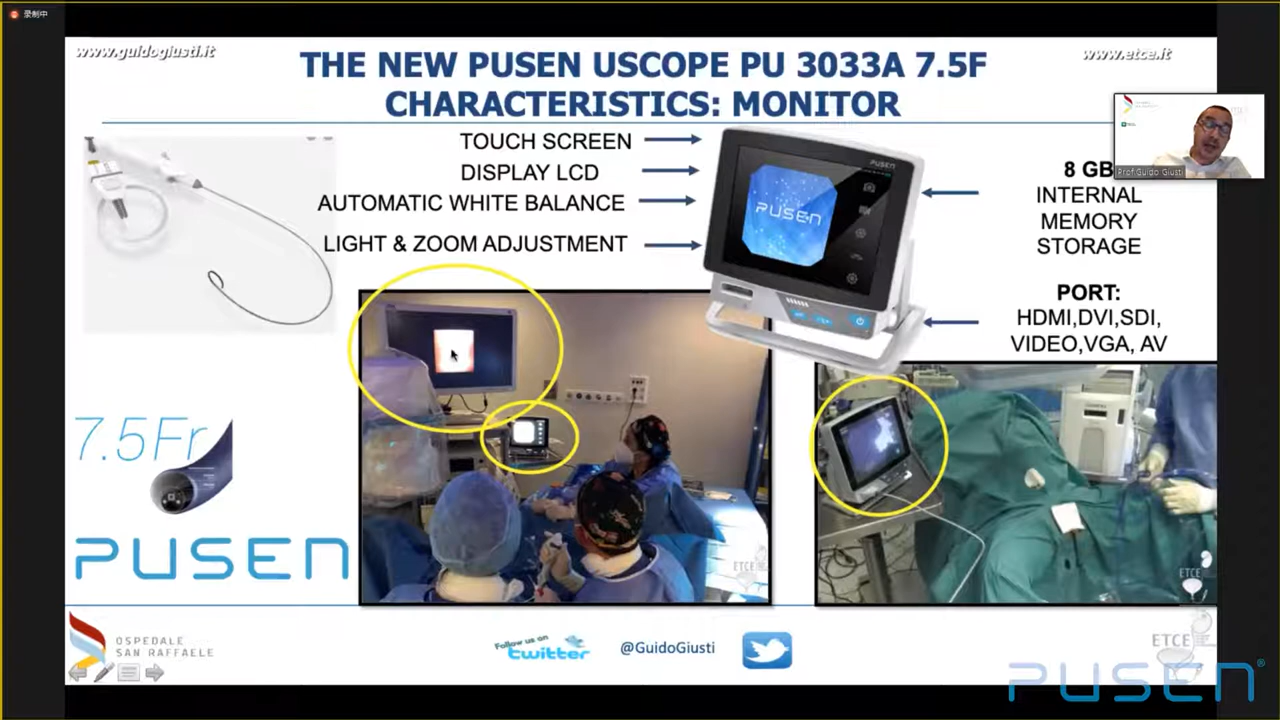 录制中
www.guidogiusti.it
www.etce.it
THE NEW PUSEN USCOPE PU 3033A 7.5F
CHARACTERISTICS: MONITOR
TOUCH SCREEN
DISPLAY LCD
AUTOMATIC WHITE BALANCE
LIGHT & ZOOM ADJUSTMENT
PUSEN
PUSEN
Prof.Guido Giusti
8 GB
INTERNAL
MEMORY
STORAGE
PORT:
HDMI,DVI,SDI,
VIDEO,VGA, AV
7.5Fr
PUSEN
ETCE
ETCE
OSPEDALE
SAN RAFFAELE
Follow us on
twitter
@GuidoGiusti
ETCE
PUSEN®